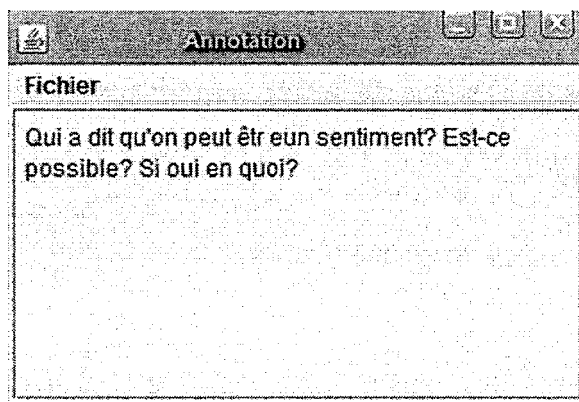 Annotation
Fichier
Qui a dit qu'on peut êtr eun sentiment? Est-ce
possible? Si oui en quoi?